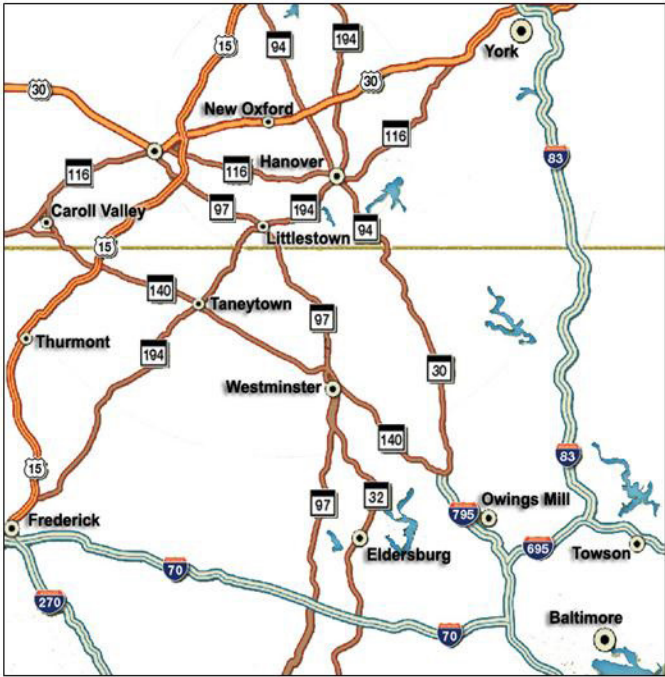 15
94
194
York
30
30
New Oxford
116
83
116
116
Hanover
97
194
94
Caroll Valley
Littlestown
15
140
Taneytown
97
Thurmont
194
30
Westminster
140
15
83
97
32
795
Owings Mill
Frederick
Eldersburg
695
Towson
70
270
70
Baltimore